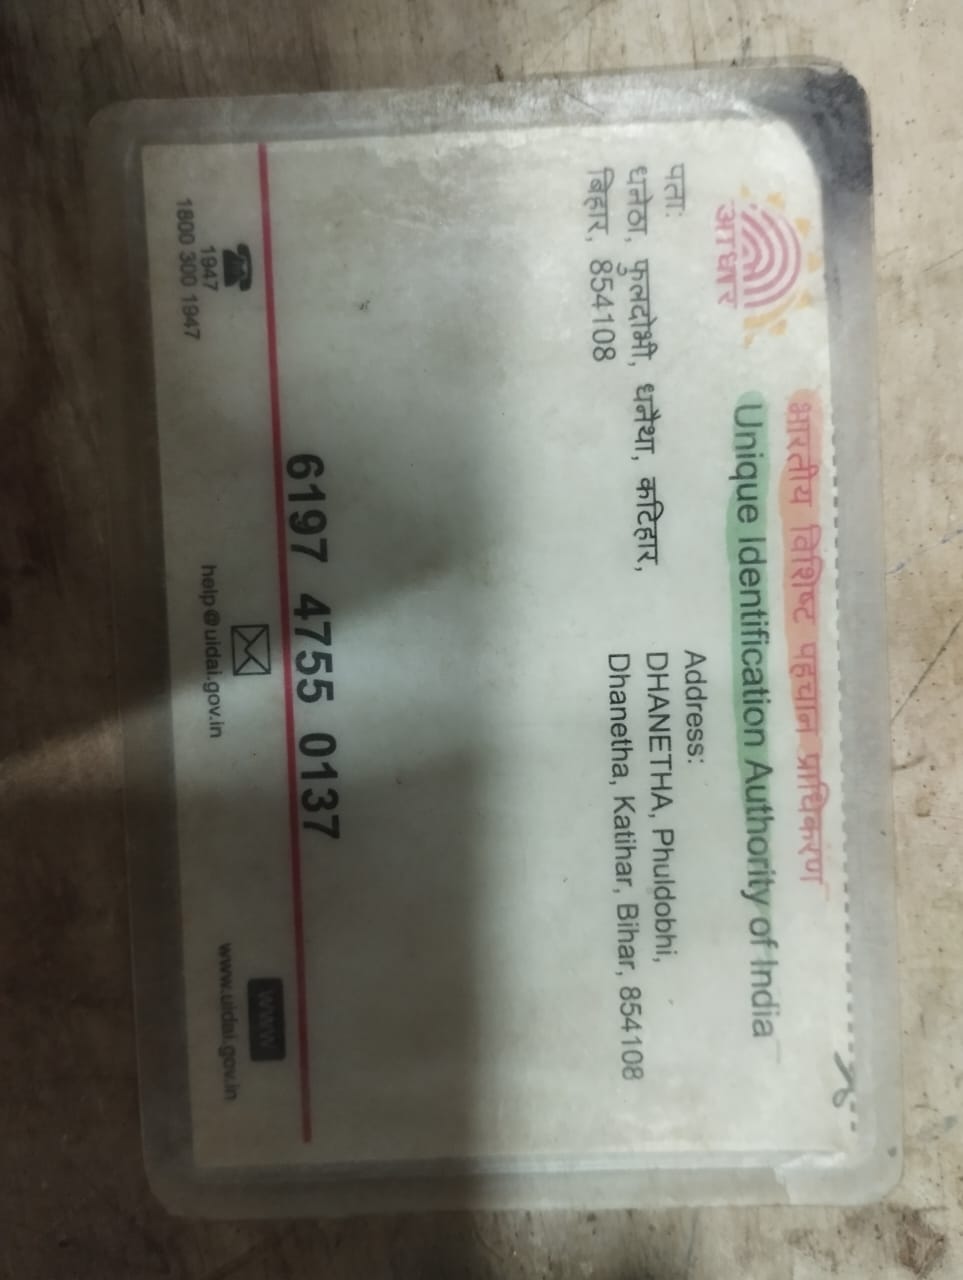 भारतीय विशिष्ट पहचान प्राधिकरण
Unique Identification Authority of India
आधार
पता:
धनेठा, फुलदोभी, धनैथा, कटिहार,
बिहार, 854108
Address:
DHANETHA, Phuldobhi,
Dhanetha, Katihar, Bihar, 854108
6197 4755 0137
1947
1800 300 1947
help@uidai.gov.in
www
www.uidai.gov.in